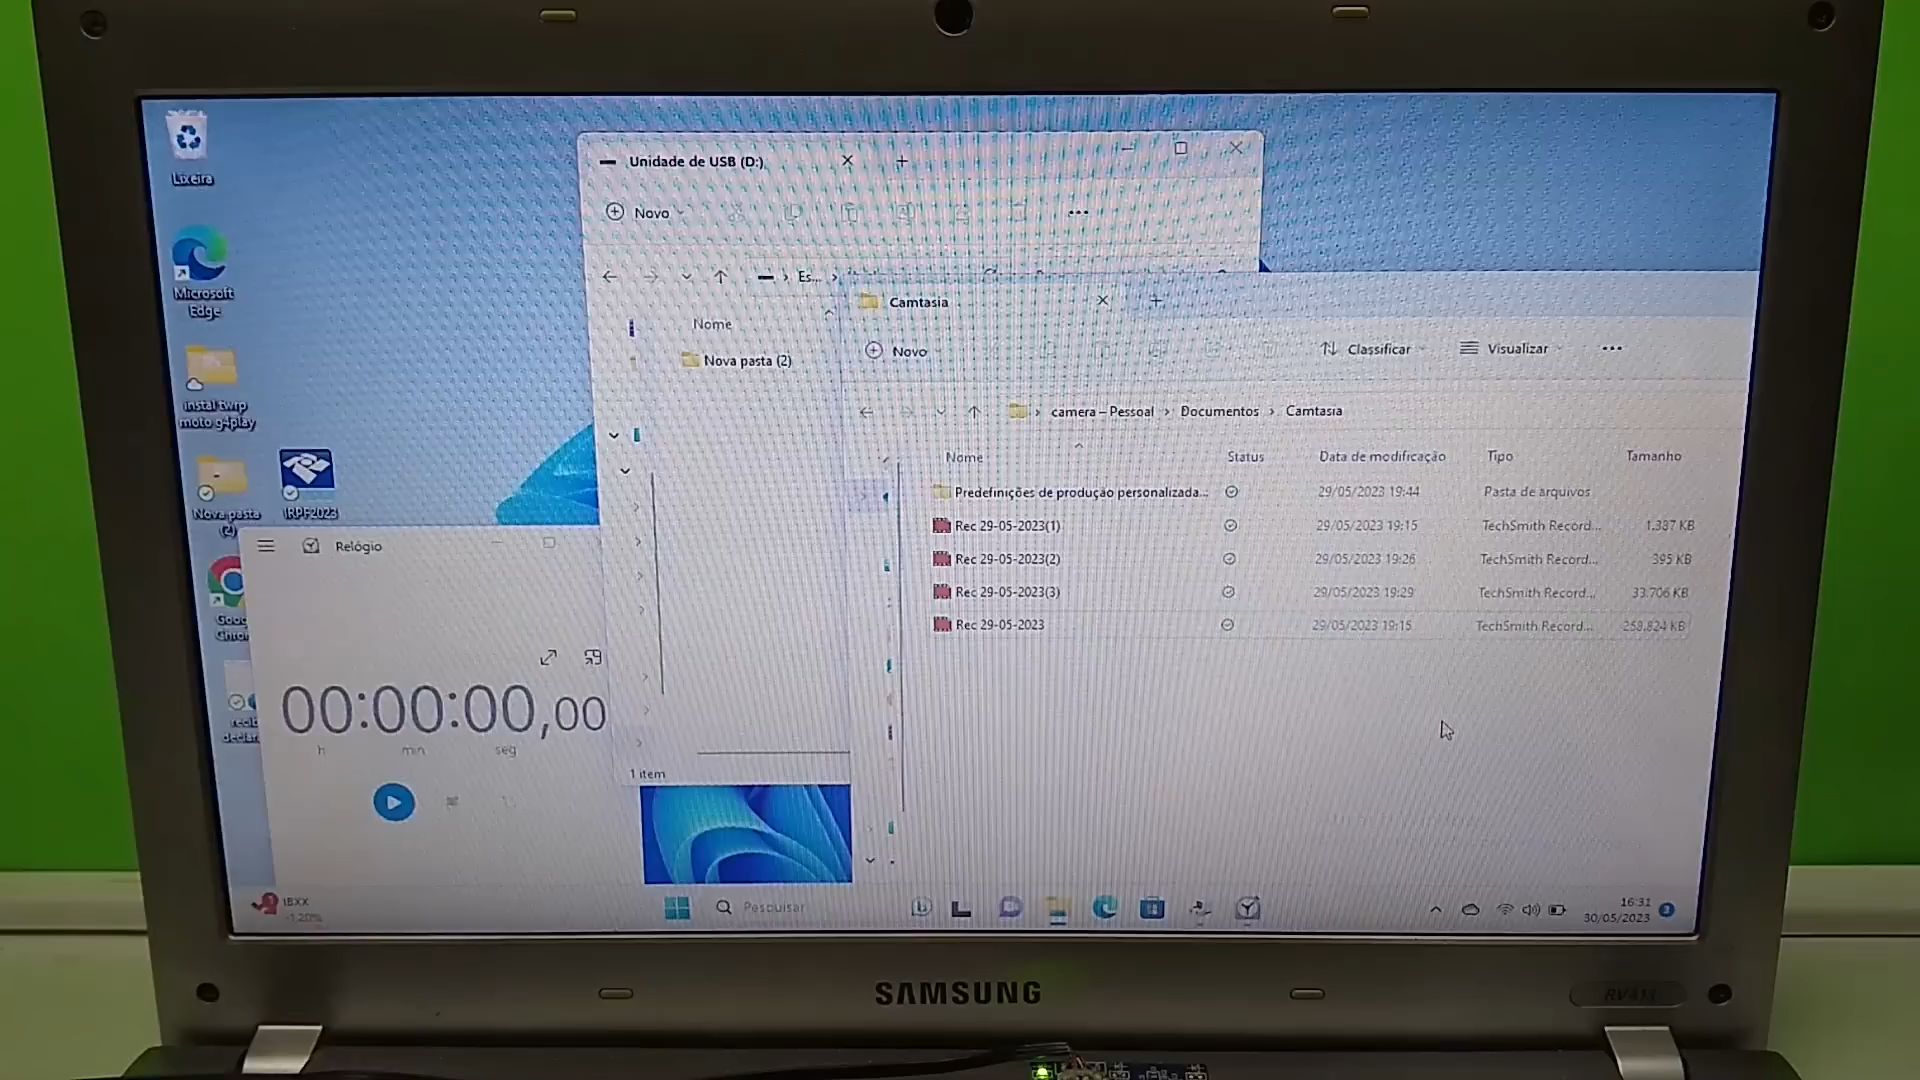 Lixeira
Microsoft
Edge
instal twrp
moto g4play
Nova pasta
(2)
IRPF2023
Unidade de USB (D:)
Novo
Es...
Nome
Nova pasta (2)
1 item
Camtasia
Novo
Classificar
Visualizar
camera – Pessoal
Documentos
Camtasia
Nome Status Data de modificação Tipo Tamanho
Predefinições de produção personalizada... 29/05/2023 19:44 Pasta de arquivos
Rec 29-05-2023(1) 29/05/2023 19:15 TechSmith Record... 1.387 KB
Rec 29-05-2023(2) 29/05/2023 19:26 TechSmith Record... 395 KB
Rec 29-05-2023(3) 29/05/2023 19:29 TechSmith Record... 33.706 KB
Rec 29-05-2023 29/05/2023 19:15 TechSmith Record... 258.824 KB
Relógio
00:00:00,00
h min seg
IBXX
-1,20%
Pesquisar
16:31
30/05/2023
SAMSUNG
RV411